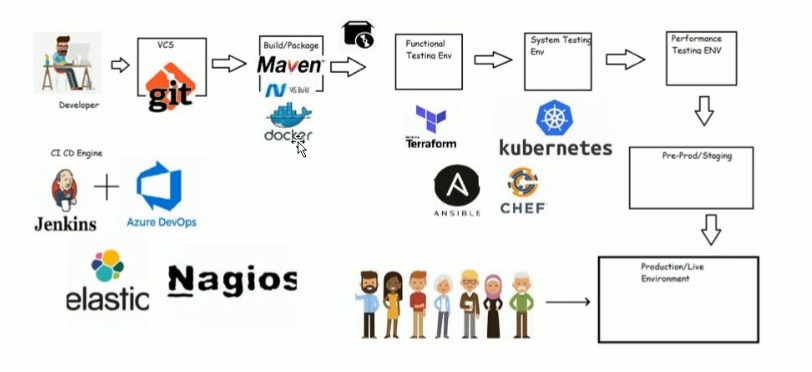 VCS
git
Developer
Build/Package
Maven
VS Build
docker
Functional
Testing Env
System Testing
Env
Performance
Testing ENV
Terraform
kubernetes
ANSIBLE
CHEF
Pre-Prod/Staging
CI CD Engine
Jenkins
Azure DevOps
elastic
Nagios
Production/Live
Environment